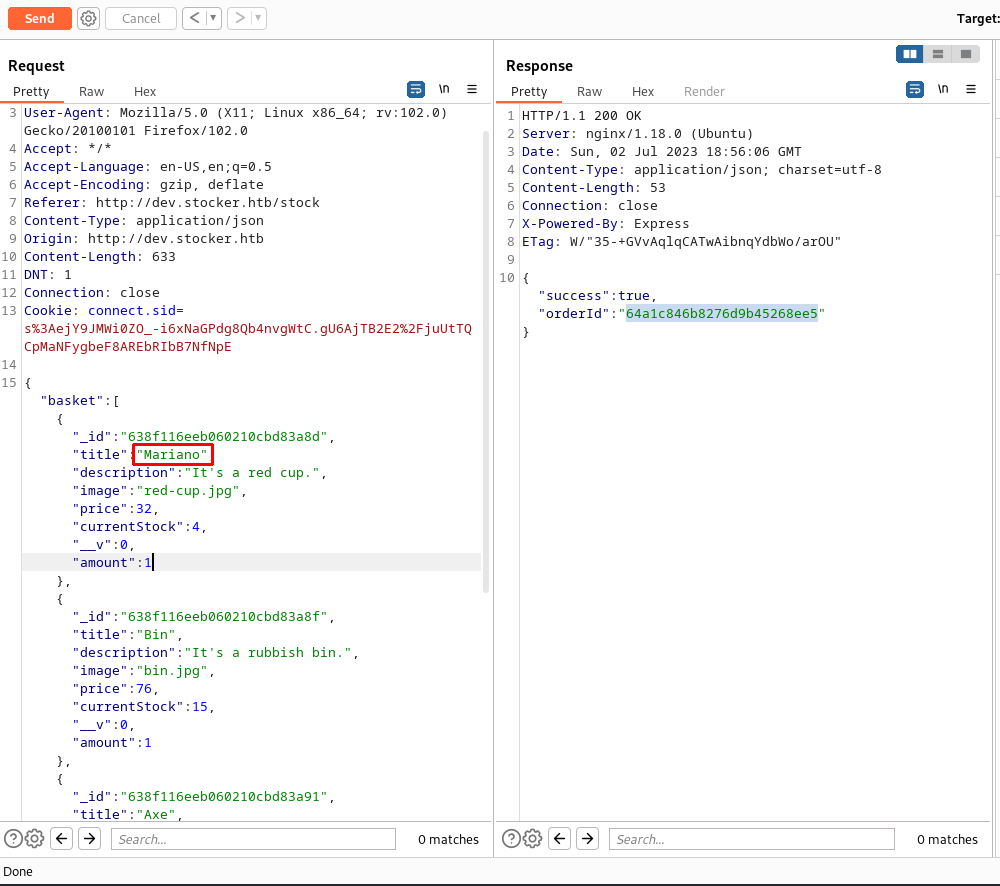 Send
Cancel
Target:
Request
Pretty
Raw
Hex
\n
3 User-Agent: Mozilla/5.0 (X11; Linux x86_64; rv:102.0)
Gecko/20100101 Firefox/102.0
4 Accept: */*
5 Accept-Language: en-US,en;q=0.5
6 Accept-Encoding: gzip, deflate
7 Referer: http://dev.stocker.htb/stock
8 Content-Type: application/json
9 Origin: http://dev.stocker.htb
10 Content-Length: 633
11 DNT: 1
12 Connection: close
13 Cookie: connect.sid=
s%3AejY9JMWi0ZO_-i6xNaGPdg8Qb4nvgWtC.gU6AjTB2E2%2FjuUtTQ
CpMaNFygbeF8AREbRIbB7NfNpE
14
15 {
"basket":[
{
"_id":"638f116eeb060210cbd83a8d",
"title":"Mariano",
"description":"It's a red cup.",
"image":"red-cup.jpg",
"price":32,
"currentStock":4,
"__v":0,
"amount":1
},
{
"_id":"638f116eeb060210cbd83a8f",
"title":"Bin",
"description":"It's a rubbish bin.",
"image":"bin.jpg",
"price":76,
"currentStock":15,
"__v":0,
"amount":1
},
{
"_id":"638f116eeb060210cbd83a91",
"title":"Axe",
Search...
0 matches
Response
Pretty
Raw
Hex
Render
\n
1 HTTP/1.1 200 OK
2 Server: nginx/1.18.0 (Ubuntu)
3 Date: Sun, 02 Jul 2023 18:56:06 GMT
4 Content-Type: application/json; charset=utf-8
5 Content-Length: 53
6 Connection: close
7 X-Powered-By: Express
8 ETag: W/"35-+GVvAqlqCATwAibnqYdbWo/arOU"
9
10 {
"success":true,
"orderId":"64a1c846b8276d9b45268ee5"
}
Search...
0 matches
Done